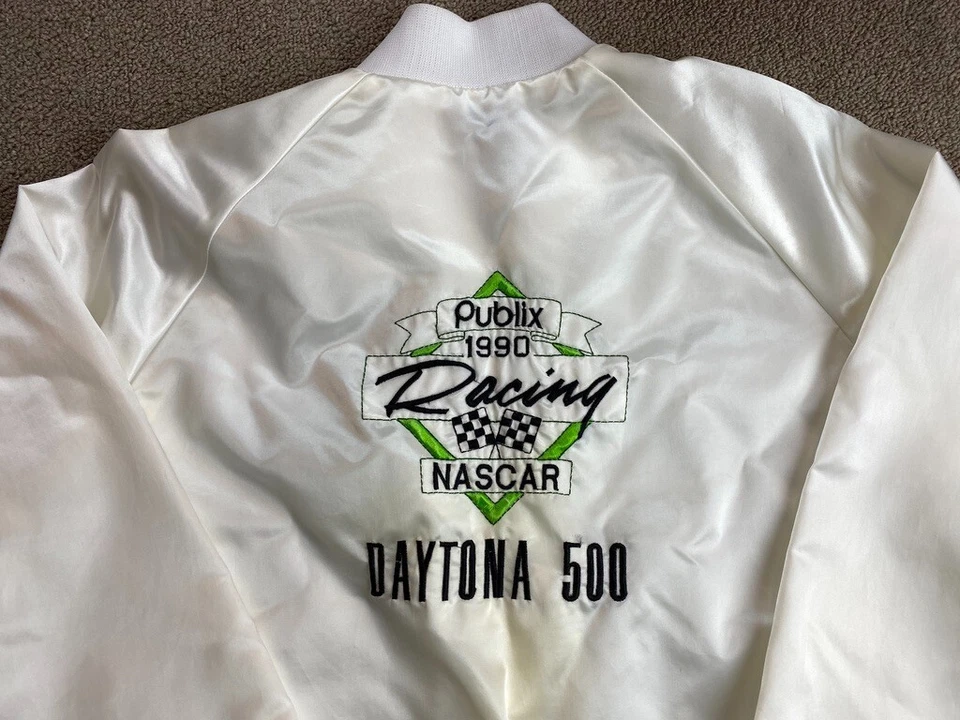 Publix
1990
Racing
NASCAR
DAYTONA 500